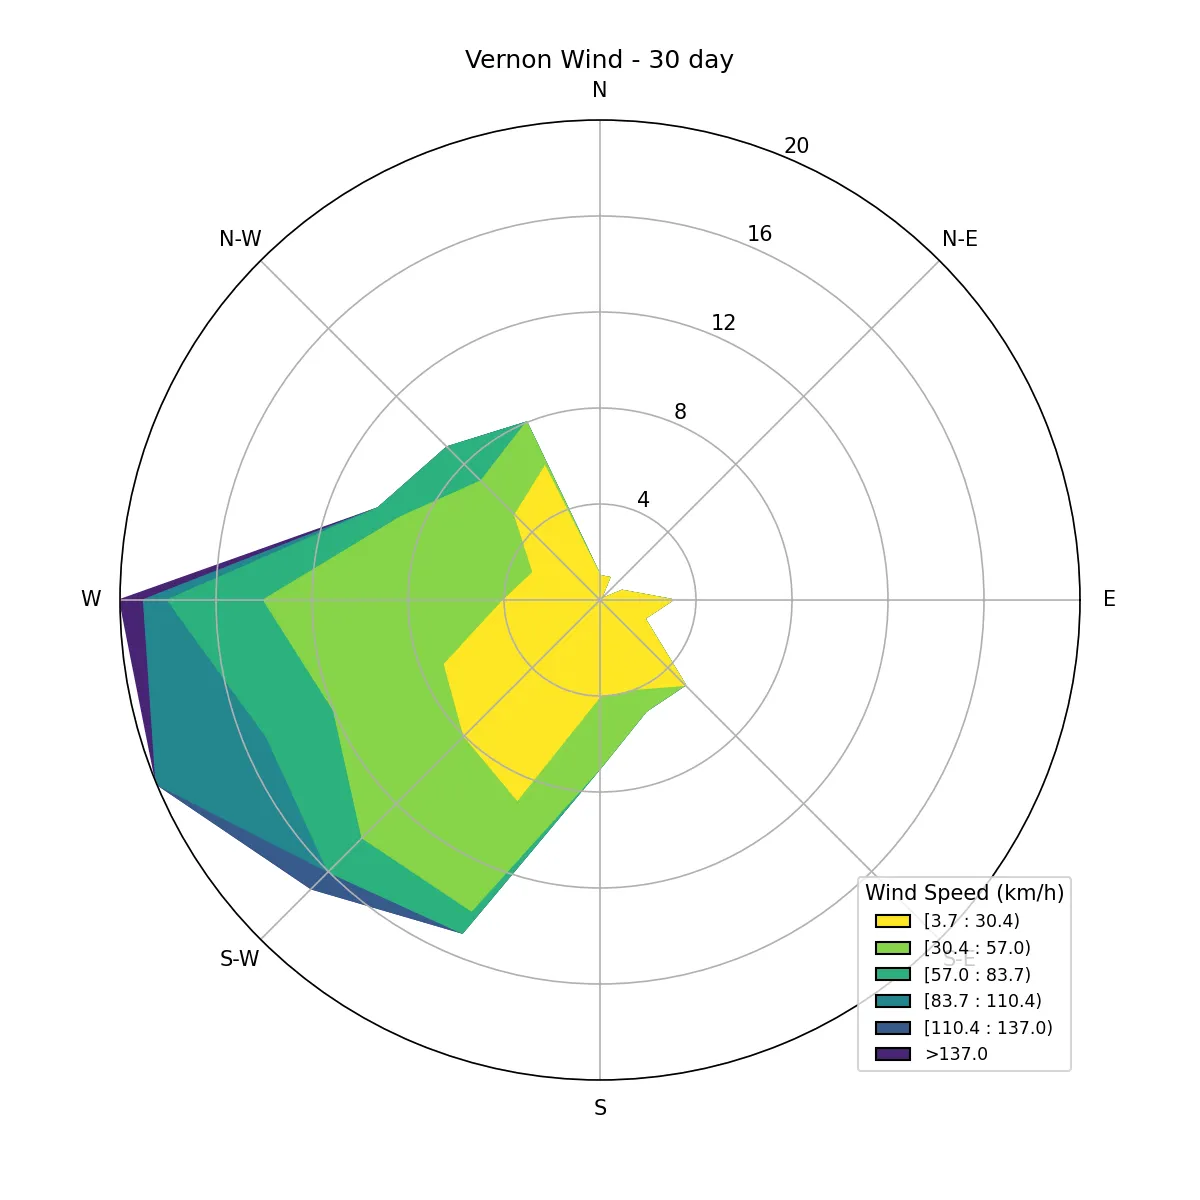 Vernon Wind - 30 day
N
20
N-W
N-E
16
12
8
4
W
E
Wind Speed (km/h)
[3.7 : 30.4)
[30.4 : 57.0)
S-W
S-E
[57.0 : 83.7)
[83.7 : 110.4)
[110.4 : 137.0)
>137.0
S